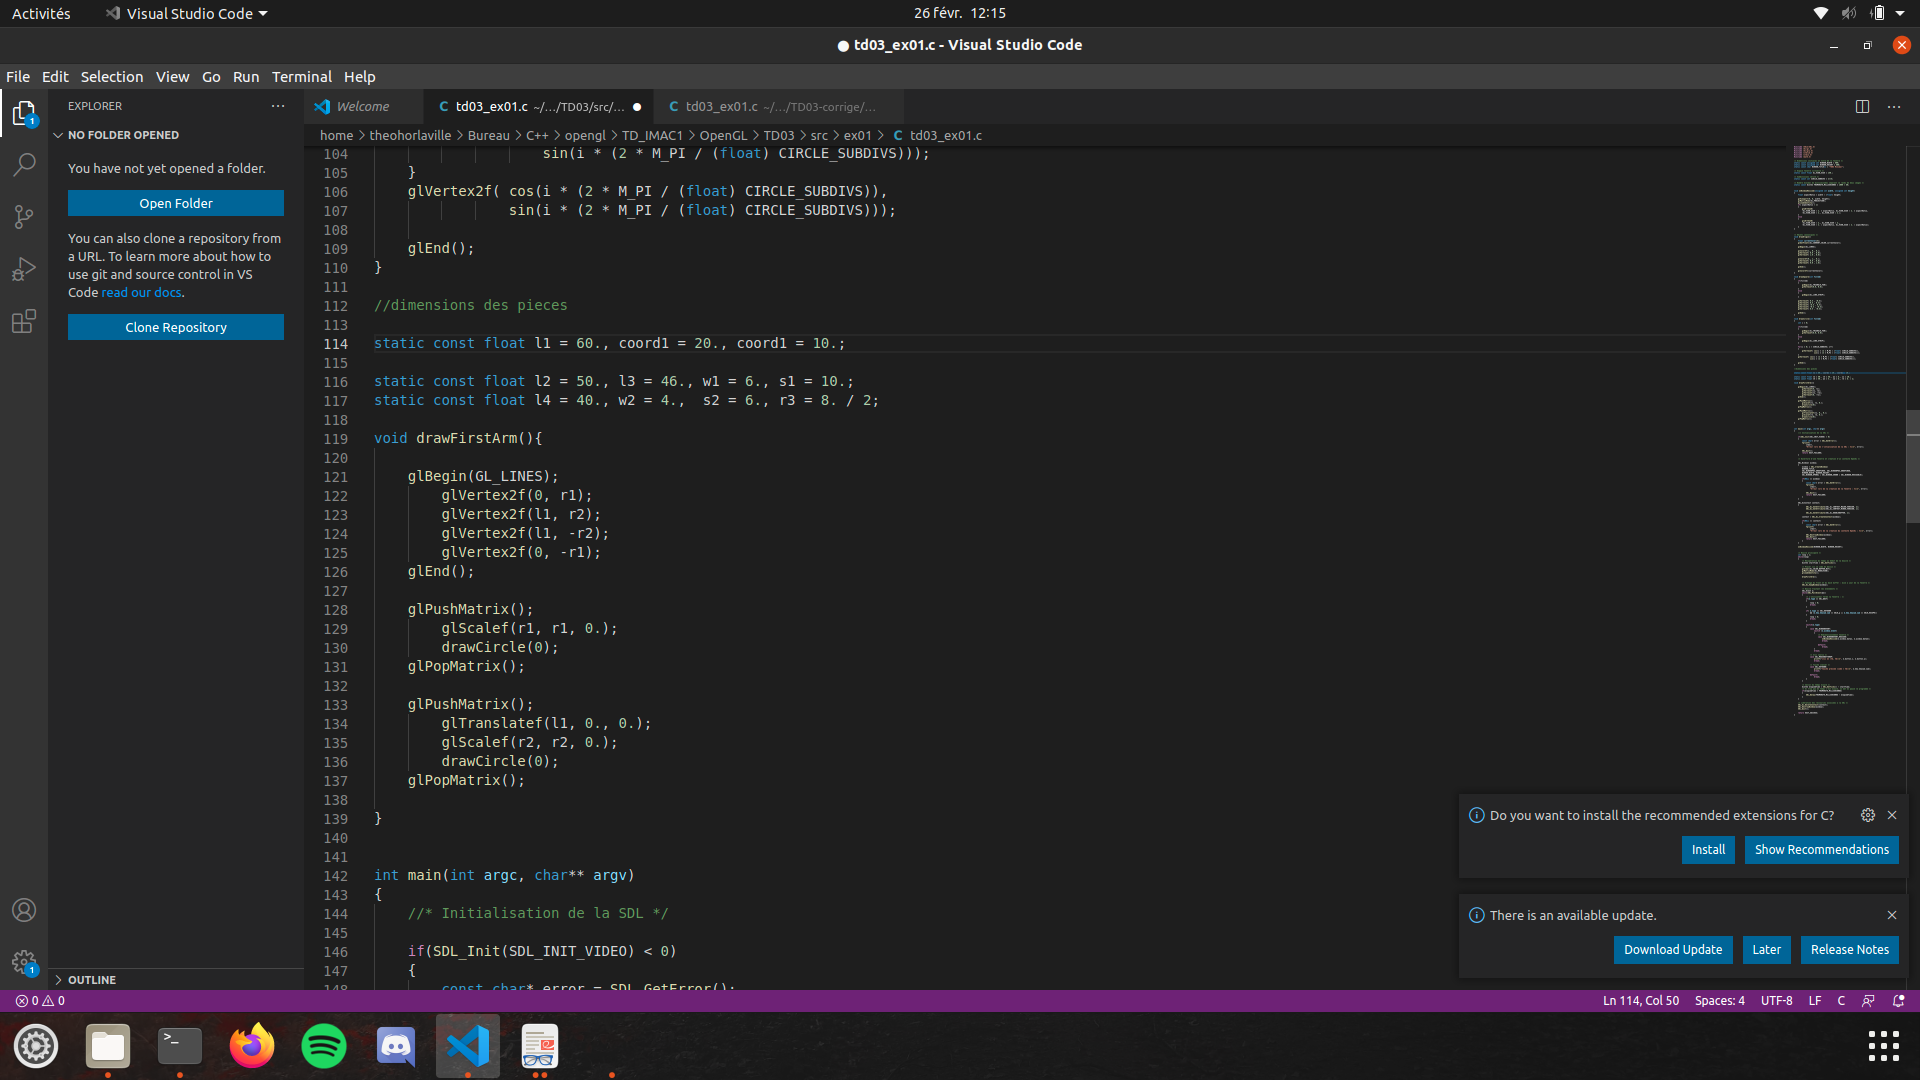 Activités
Visual Studio Code
26 févr. 12:15
● td03_ex01.c - Visual Studio Code
File Edit Selection View Go Run Terminal Help
EXPLORER
NO FOLDER OPENED
You have not yet opened a folder.
Open Folder
You can also clone a repository from
a URL. To learn more about how to
use git and source control in VS
Code read our docs.
Clone Repository
OUTLINE
Welcome
C td03_ex01.c ~/.../TD03/src/... ●
C td03_ex01.c ~/.../TD03-corrige/...
home > theohorlaville > Bureau > C++ > opengl > TD_IMAC1 > OpenGL > TD03 > src > ex01 > C td03_ex01.c
104 sin(i * (2 * M_PI / (float) CIRCLE_SUBDIVS)));
105 }
106 glVertex2f( cos(i * (2 * M_PI / (float) CIRCLE_SUBDIVS)),
107 sin(i * (2 * M_PI / (float) CIRCLE_SUBDIVS)));
108
109 glEnd();
110 }
111
112 //dimensions des pieces
113
114 static const float l1 = 60., coord1 = 20., coord1 = 10.;
115
116 static const float l2 = 50., l3 = 46., w1 = 6., s1 = 10.;
117 static const float l4 = 40., w2 = 4.,  s2 = 6., r3 = 8. / 2;
118
119 void drawFirstArm(){
120
121 glBegin(GL_LINES);
122 glVertex2f(0, r1);
123 glVertex2f(l1, r2);
124 glVertex2f(l1, -r2);
125 glVertex2f(0, -r1);
126 glEnd();
127
128 glPushMatrix();
129 glScalef(r1, r1, 0.);
130 drawCircle(0);
131 glPopMatrix();
132
133 glPushMatrix();
134 glTranslatef(l1, 0., 0.);
135 glScalef(r2, r2, 0.);
136 drawCircle(0);
137 glPopMatrix();
138
139 }
140
141
142 int main(int argc, char** argv)
143 {
144 //* Initialisation de la SDL */
145
146 if(SDL_Init(SDL_INIT_VIDEO) < 0)
147 {
148 const char* error = SDL_GetError();
Do you want to install the recommended extensions for C?
Install
Show Recommendations
There is an available update.
Download Update
Later
Release Notes
0 0
Ln 114, Col 50
Spaces: 4
UTF-8
LF
C